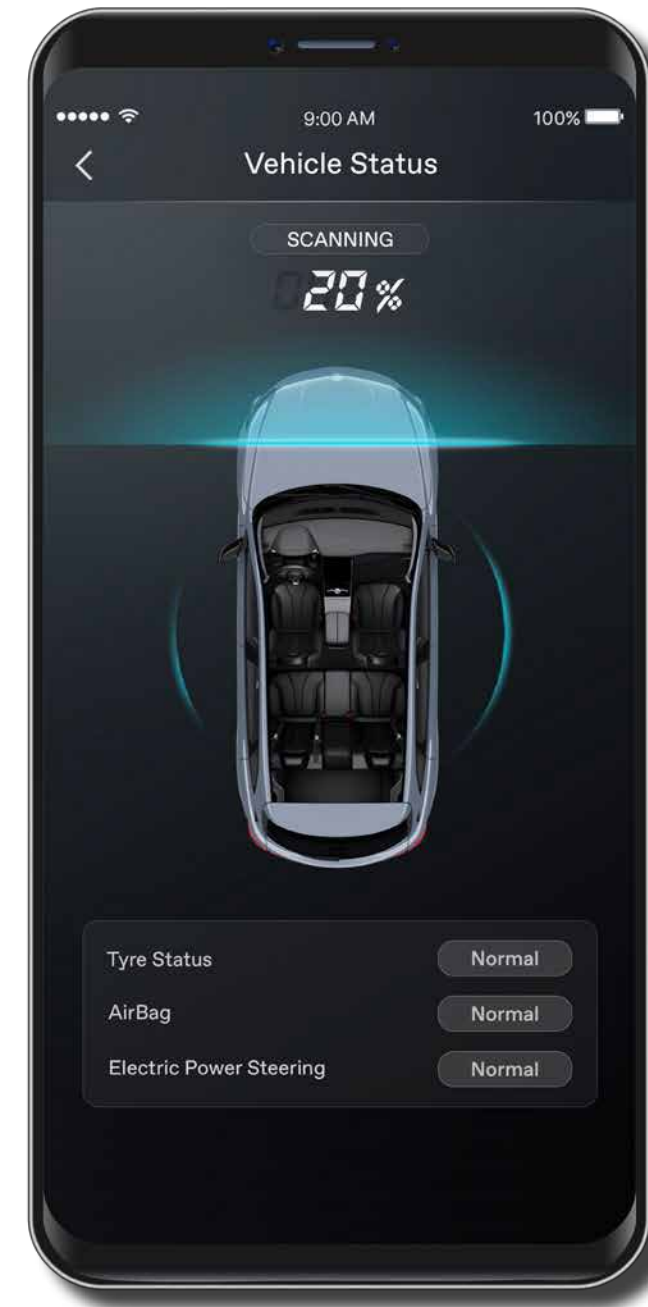 9:00 AM 100%
Vehicle Status
SCANNING
20%
Tyre Status Normal
AirBag Normal
Electric Power Steering Normal